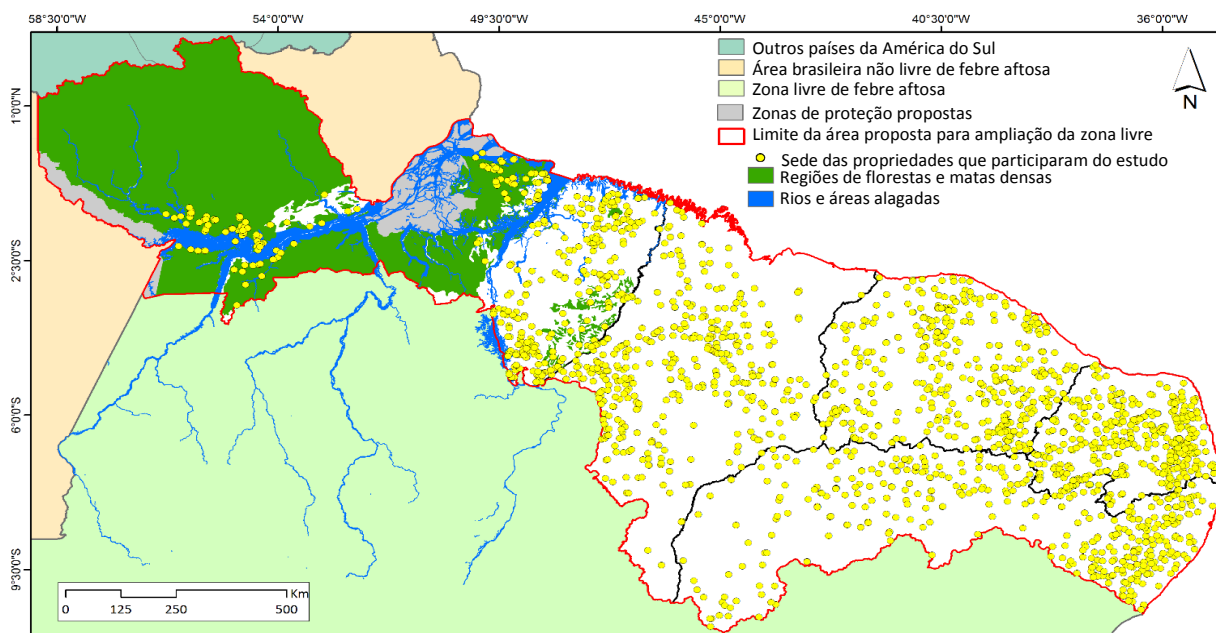 58°30'0"W
54°0'0"W
49°30'0"W
45°0'0"W
40°30'0"W
36°0'0"W
Outros países da América do Sul
Área brasileira não livre de febre aftosa
Zona livre de febre aftosa
Zonas de proteção propostas
Limite da área proposta para ampliação da zona livre
Sede das propriedades que participaram do estudo
Regiões de florestas e matas densas
Rios e áreas alagadas
N
1°0'0"N
2°30'0"S
6°0'0"S
9°30'0"S
0 125 250 500
Km